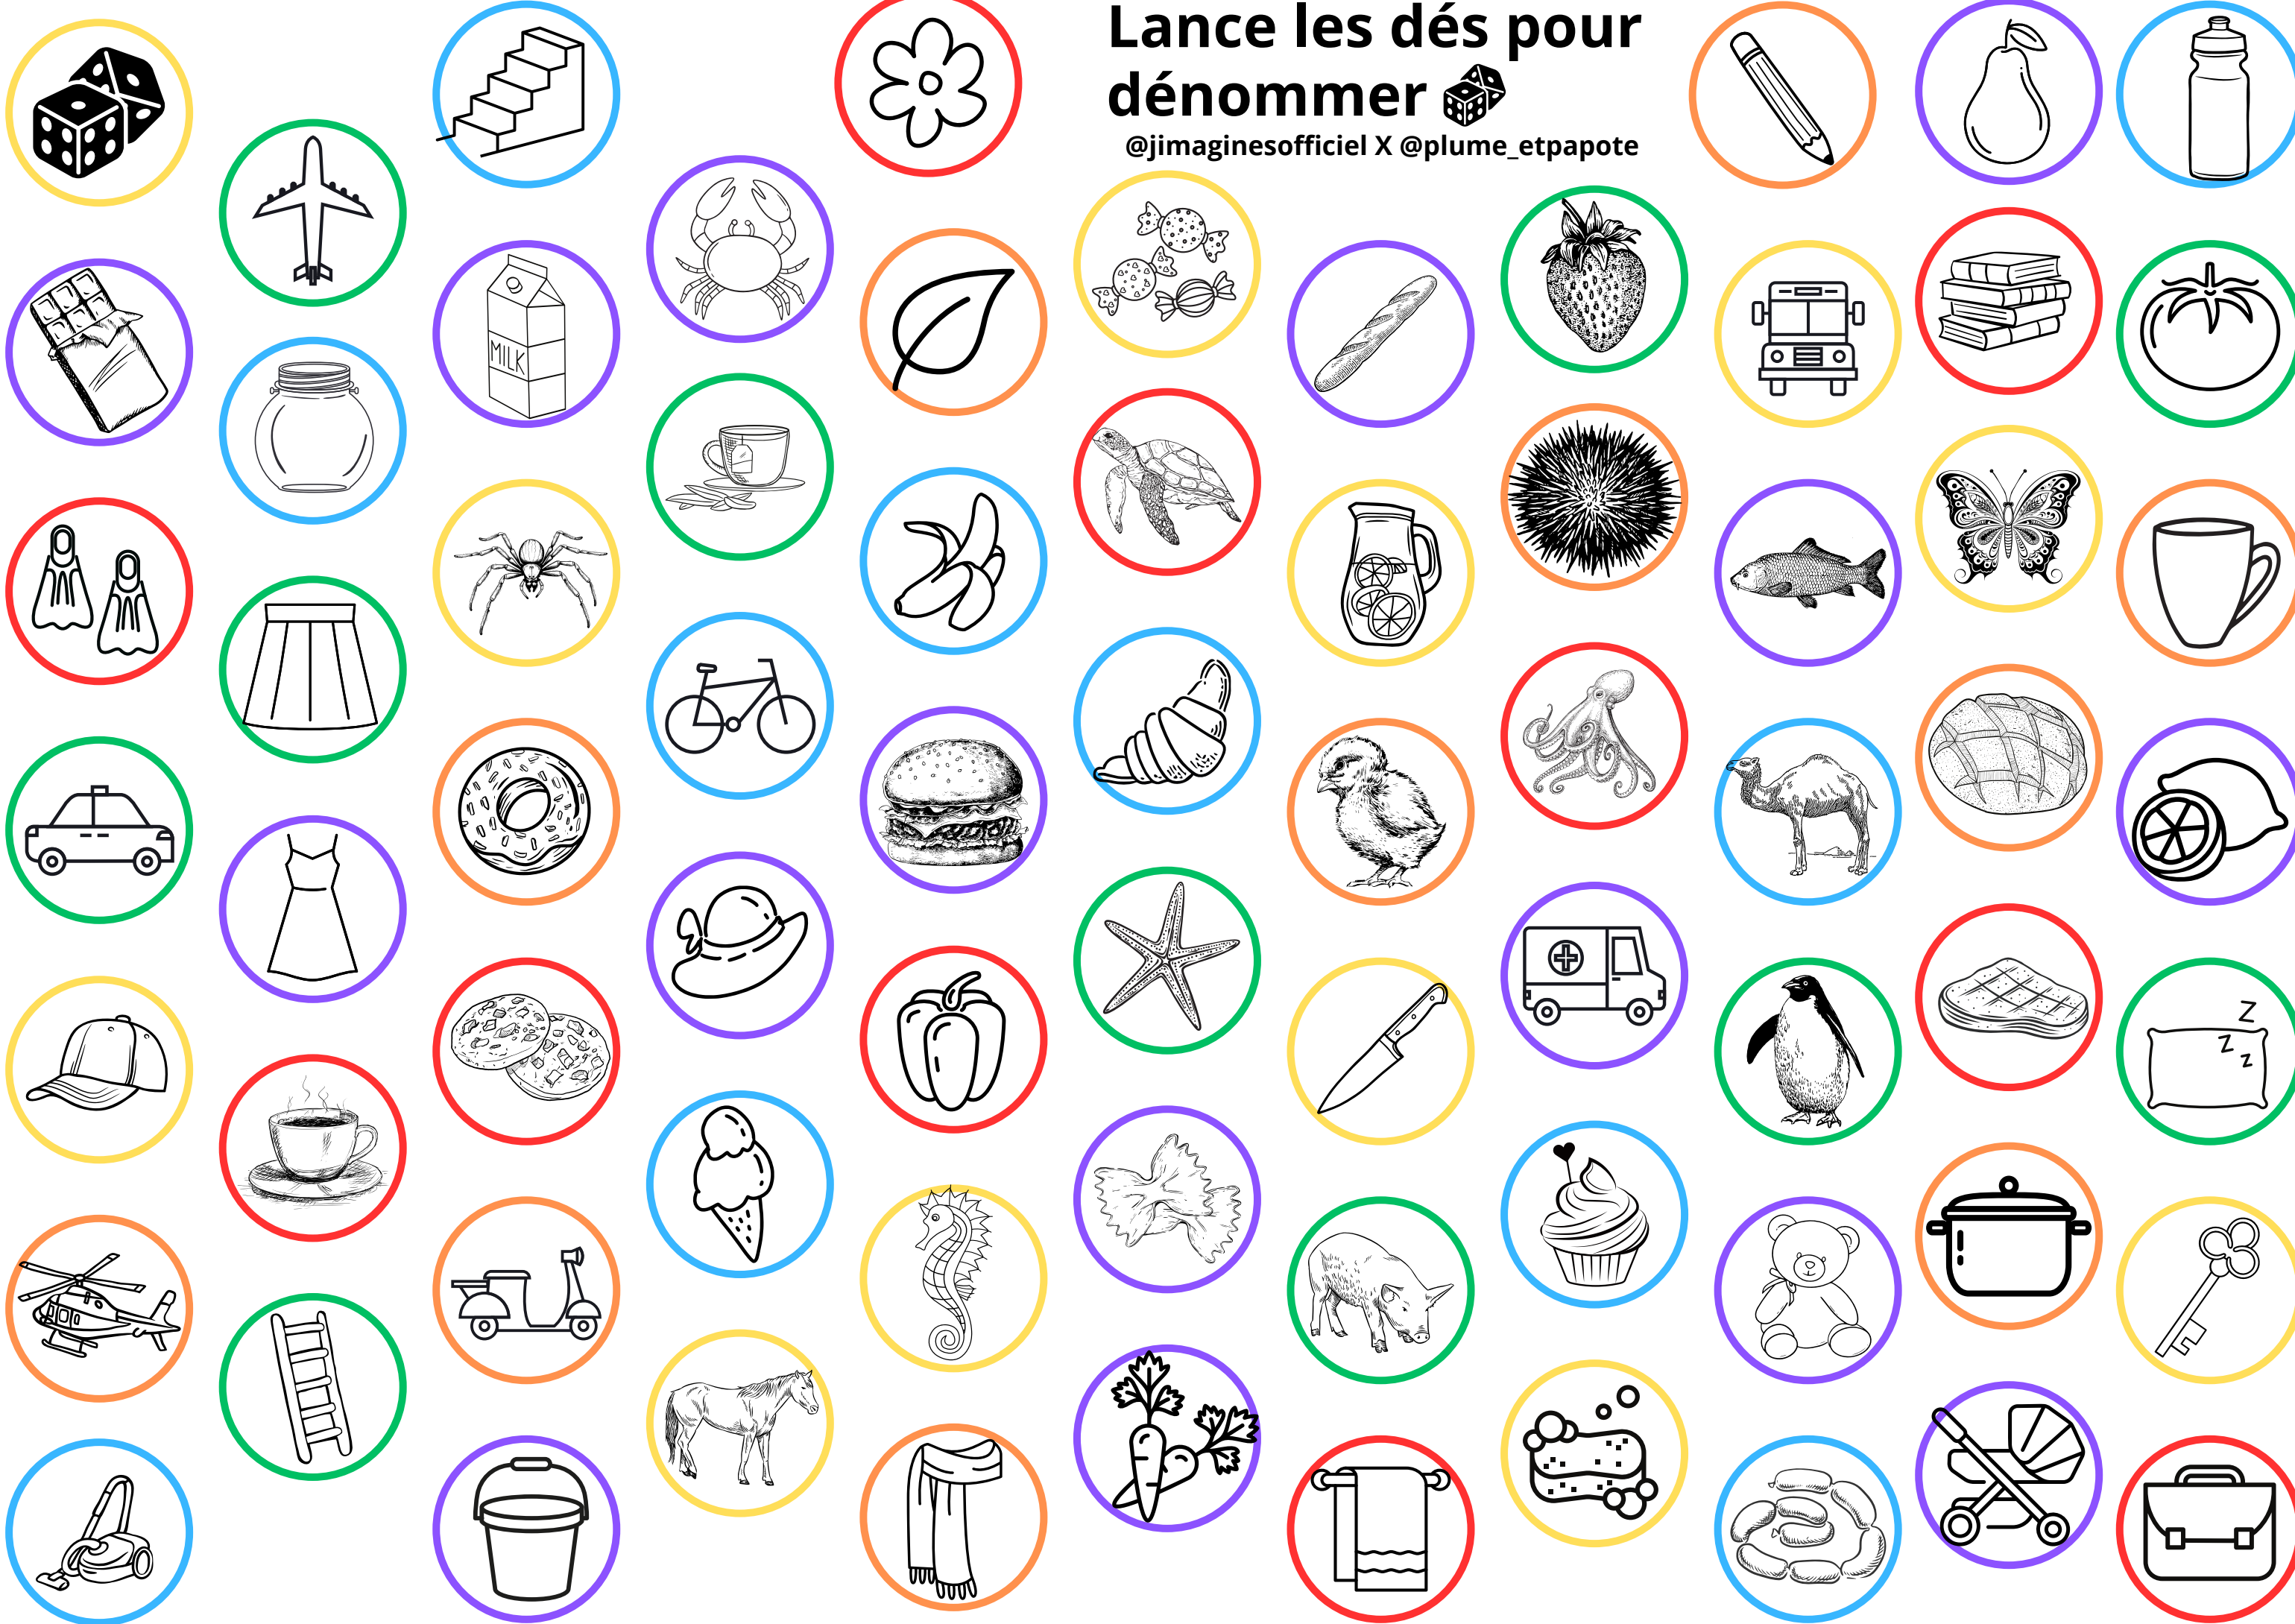 Lance les dés pour
dénommer
@jimaginesofficiel X @plume_etpapote
MILK
Z
Z
Z